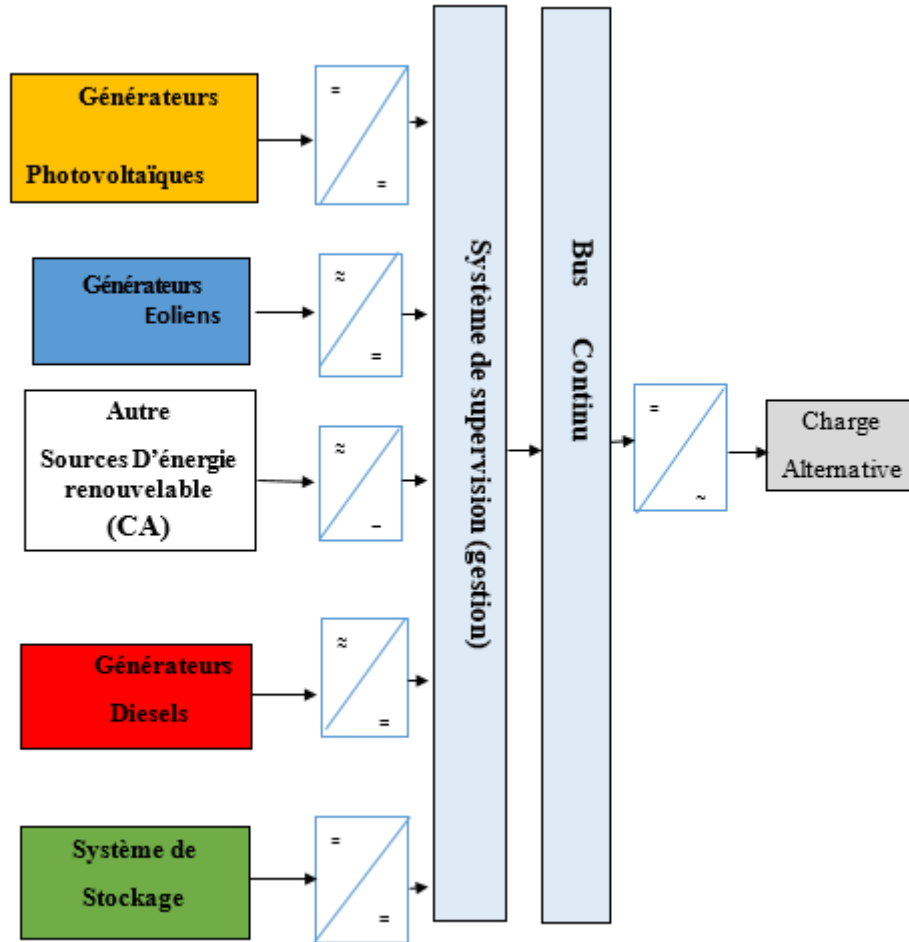 Générateurs
Photovoltaïques
=
=
Générateurs
Eoliens
≈
=
Autre
Sources D'énergie
renouvelable
(CA)
≈
–
Générateurs
Diesels
≈
=
Système de
Stockage
=
=
Système de supervision (gestion)
Bus Continu
=
~
Charge
Alternative